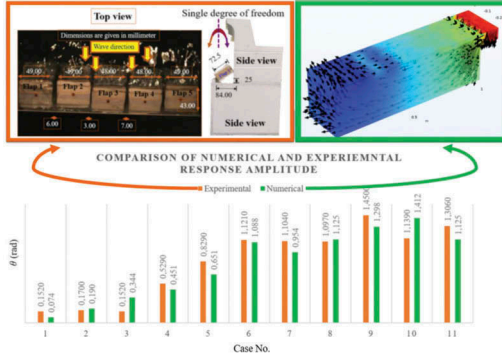 Top view
Dimensions are given in millimeter
Wave direction
49.00
48.00
49.00
Flap 1
Flap 2
Flap 3
Flap 4
Flap 5
43.00
6.00
3.00
7.00
Single degree of freedom
72.5
Side view
25
84.00
Side view
COMPARISON OF NUMERICAL AND EXPERIEMNTAL
RESPONSE AMPLITUDE
Experimental Numerical
θ (rad)
0,1520 0,074
0,1700 0,190
0,1520 0,344
0,5290 0,451
0,8290 0,651
1,1210 1,088
1,1040 0,954
1,0970 1,125
1,4500 1,298
1,1390 1,412
1,3060 1,125
1 2 3 4 5 6 7 8 9 10 11
Case No.